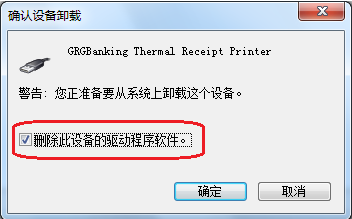 确认设备卸载
GRGBanking Thermal Receipt Printer
警告: 您正准备要从系统上卸载这个设备。
删除此设备的驱动程序软件。
确定 取消